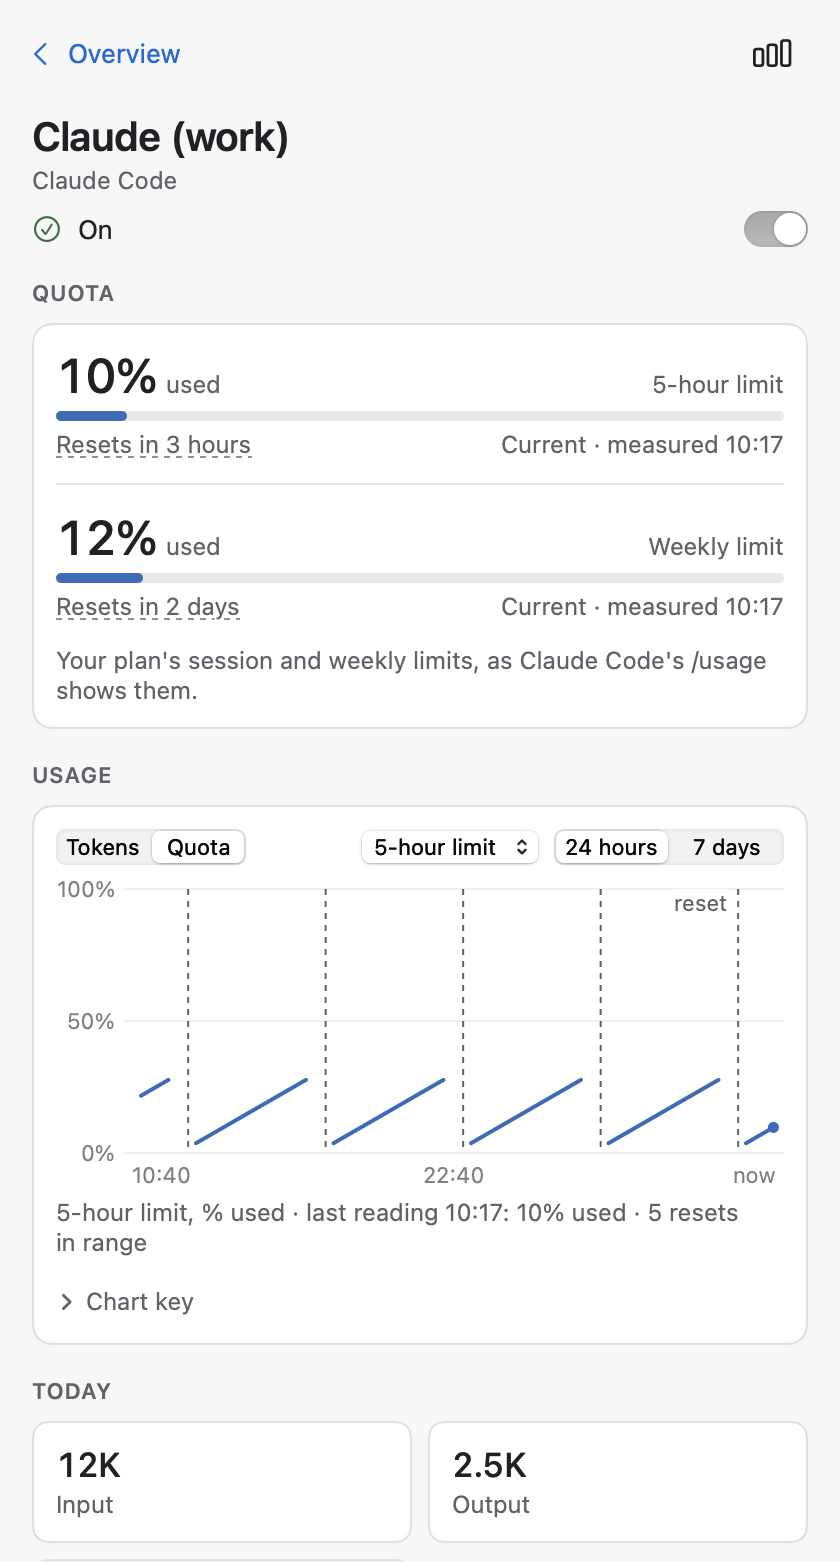 Overview
Claude (work)
Claude Code
On
QUOTA
10% used
5-hour limit
Resets in 3 hours
Current · measured 10:17
12% used
Weekly limit
Resets in 2 days
Current · measured 10:17
Your plan's session and weekly limits, as Claude Code's /usage
shows them.
USAGE
Tokens
Quota
5-hour limit
24 hours
7 days
100%
reset
50%
0%
10:40
22:40
now
5-hour limit, % used · last reading 10:17: 10% used · 5 resets
in range
Chart key
TODAY
12K
Input
2.5K
Output